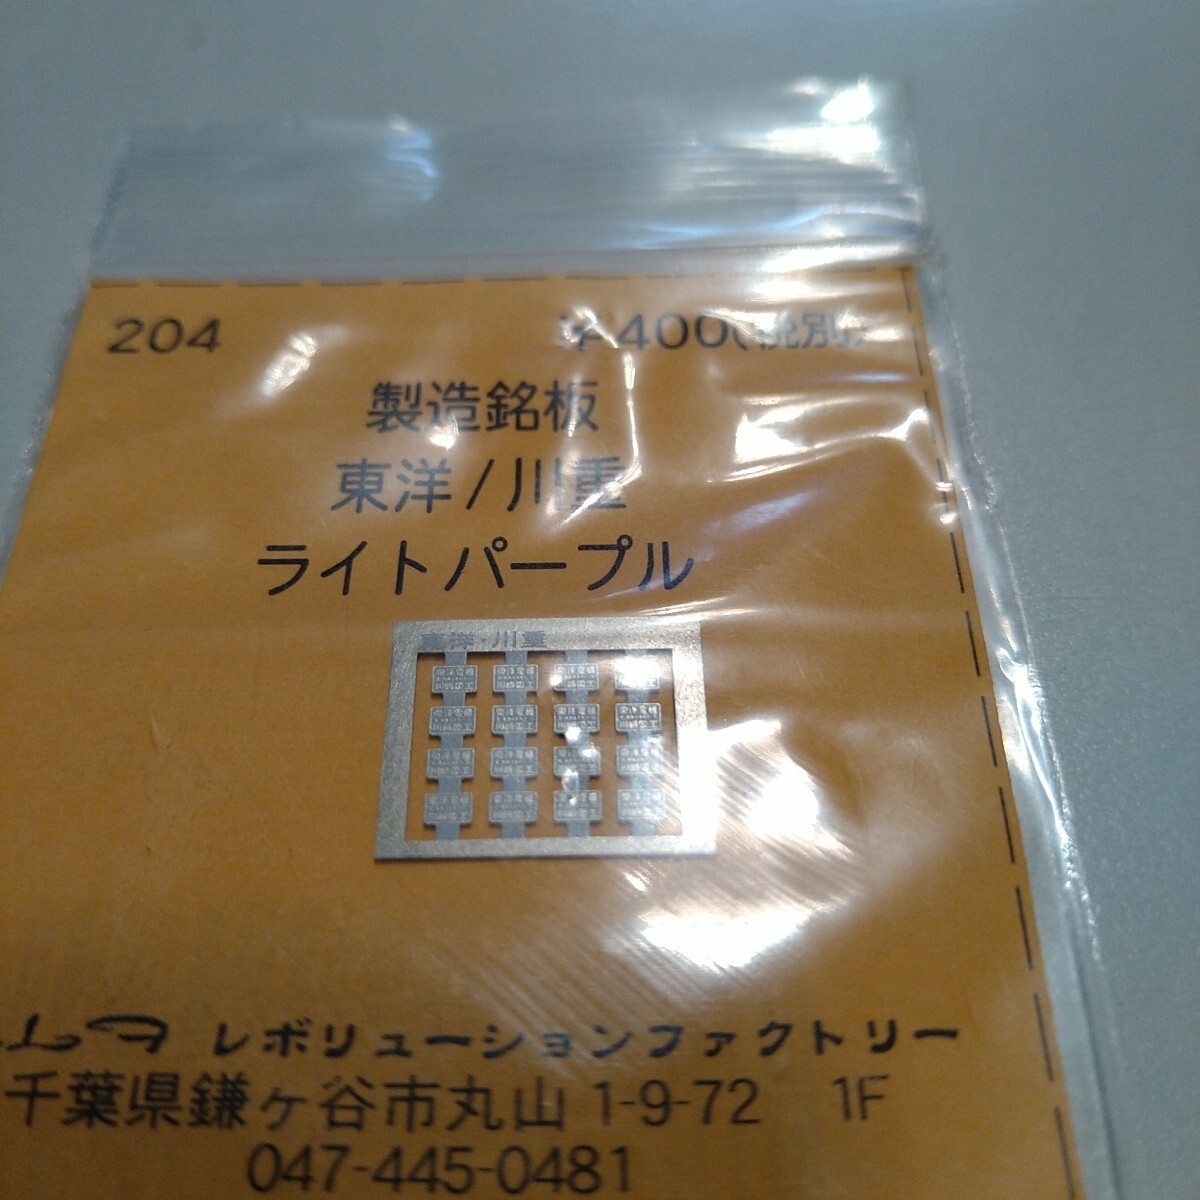 204 ¥400(税別)
製造銘板
東洋/川重
ライトパープル
東洋・川重
レボリューションファクトリー
千葉県鎌ヶ谷市丸山 1-9-72 1F
047-445-0481